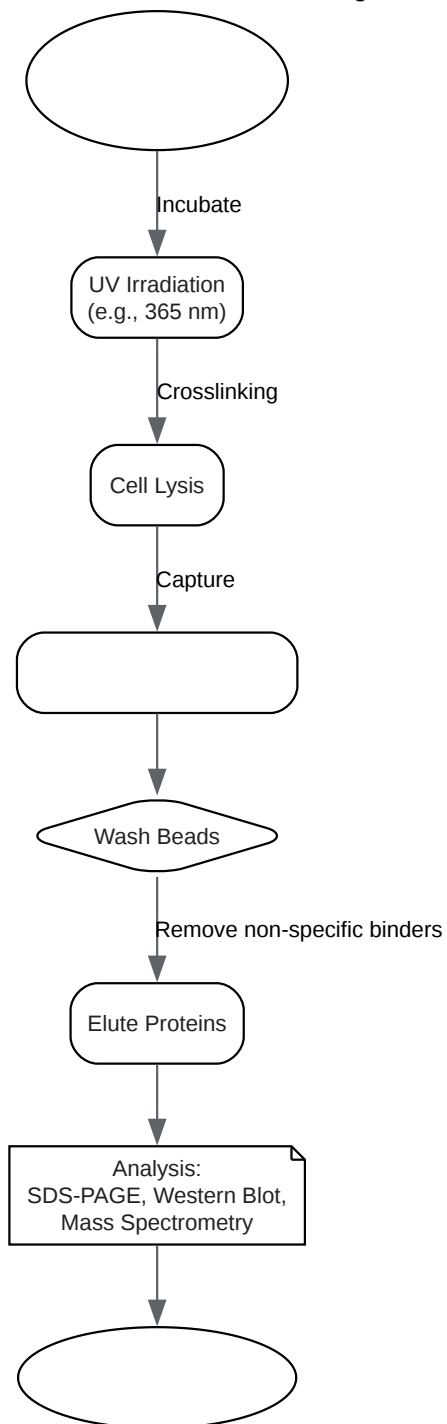 Incubate
UV Irradiation
(e.g., 365 nm)
Crosslinking
Cell Lysis
Capture
Wash Beads
Remove non-specific binders
Elute Proteins
Analysis:
SDS-PAGE, Western Blot,
Mass Spectrometry